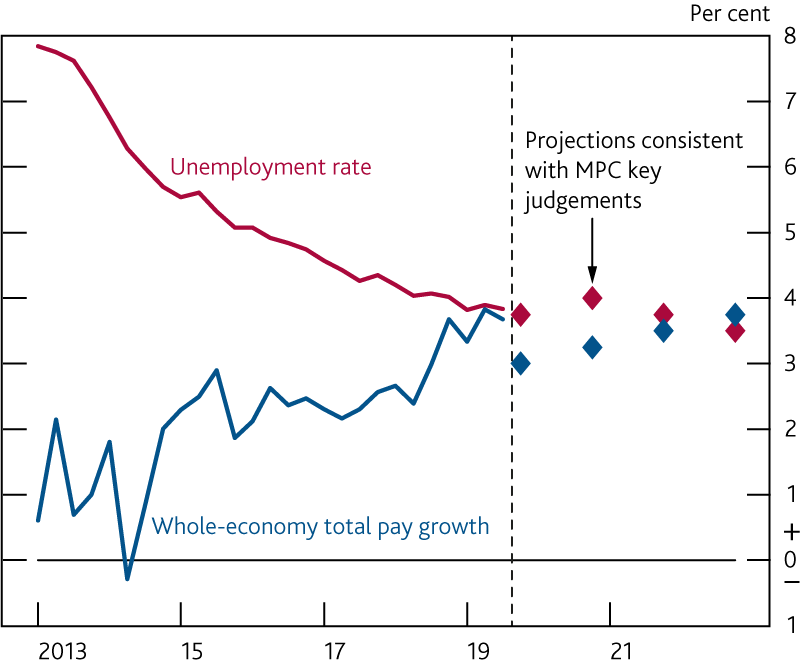 Per cent
8
7
Projections consistent
with MPC key
judgements
Unemployment rate
6
5
4
3
2
1
Whole-economy total pay growth
+
0
–
1
2013
15
17
19
21